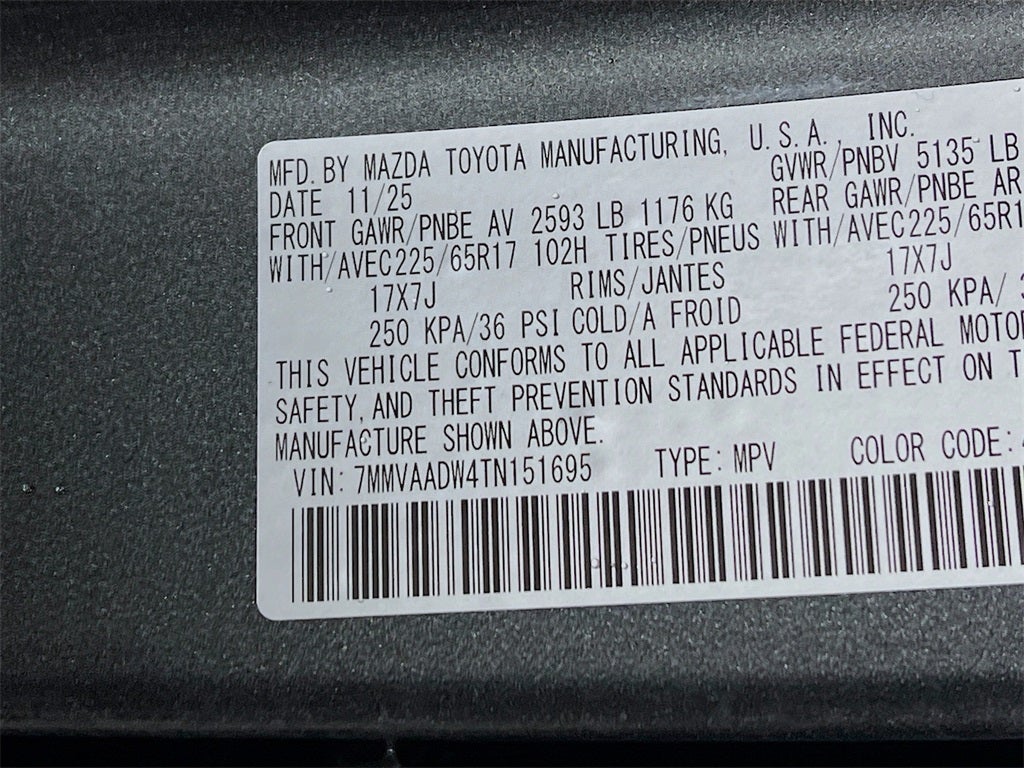 MFD. BY MAZDA TOYOTA MANUFACTURING, U.S.A., INC.
DATE 11/25 GVWR/PNBV 5135 LB
FRONT GAWR/PNBE AV 2593 LB 1176 KG REAR GAWR/PNBE AR
WITH/AVEC225/65R17 102H TIRES/PNEUS WITH/AVEC225/65R1
17X7J RIMS/JANTES 17X7J
250 KPA/36 PSI COLD/A FROID 250 KPA/
THIS VEHICLE CONFORMS TO ALL APPLICABLE FEDERAL MOTOR
SAFETY, AND THEFT PREVENTION STANDARDS IN EFFECT ON
MANUFACTURE SHOWN ABOVE.
VIN: 7MMVAADW4TN151695 TYPE: MPV COLOR CODE: